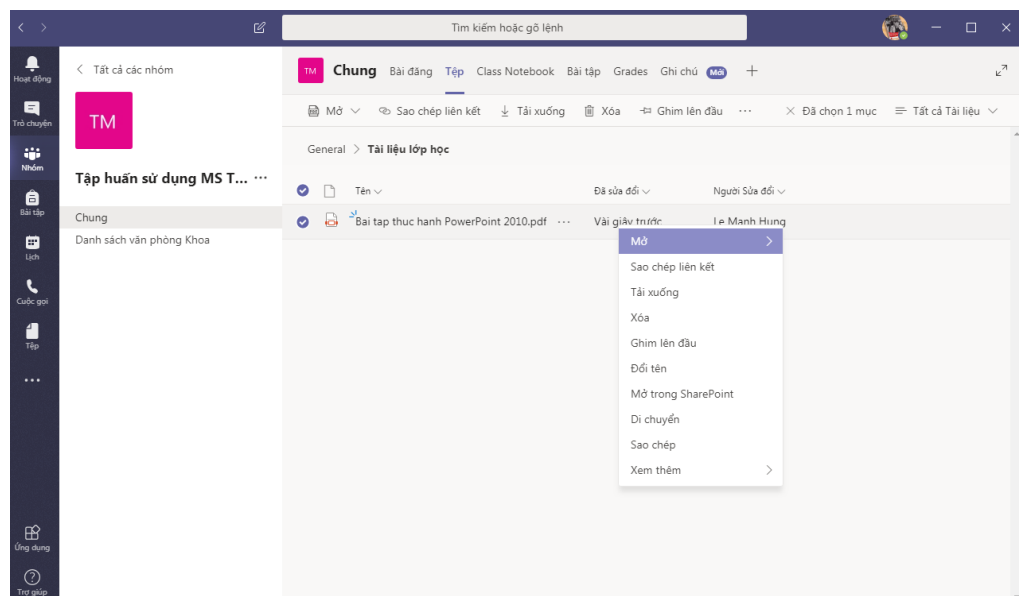 Tìm kiếm hoặc gõ lệnh
Hoạt động
Trò chuyện
Nhóm
Bài tập
Lịch
Cuộc gọi
Tệp
Ứng dụng
Trợ giúp
Tất cả các nhóm
TM
Tập huấn sử dụng MS T... ...
Chung
Danh sách văn phòng Khoa
TM Chung Bài đăng Tệp Class Notebook Bài tập Grades Ghi chú Mới +
Mở Sao chép liên kết Tải xuống Xóa Ghim lên đầu ... Đã chọn 1 mục Tất cả Tài liệu
General > Tài liệu lớp học
Tên Đã sửa đổi Người Sửa đổi
Bai tap thuc hanh PowerPoint 2010.pdf ... Vài giây trước Le Manh Hung
Mở
Sao chép liên kết
Tải xuống
Xóa
Ghim lên đầu
Đổi tên
Mở trong SharePoint
Di chuyển
Sao chép
Xem thêm